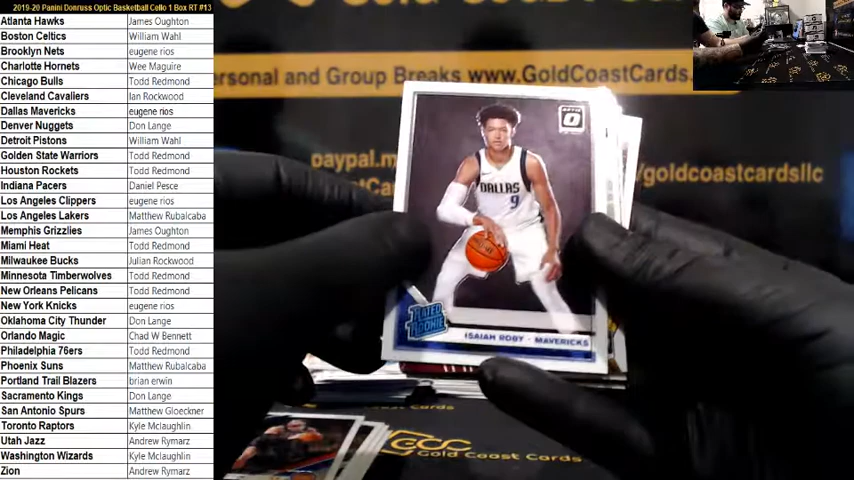 2019-20 Panini Donruss Optic Basketball Cello 1 Box RT #13
Atlanta Hawks James Oughton
Boston Celtics William Wahl
Brooklyn Nets eugene rios
Charlotte Hornets Wee Maguire
Chicago Bulls Todd Redmond
Cleveland Cavaliers Ian Rockwood
Dallas Mavericks eugene rios
Denver Nuggets Don Lange
Detroit Pistons William Wahl
Golden State Warriors Todd Redmond
Houston Rockets Todd Redmond
Indiana Pacers Daniel Pesce
Los Angeles Clippers eugene rios
Los Angeles Lakers Matthew Rubalcaba
Memphis Grizzlies James Oughton
Miami Heat Todd Redmond
Milwaukee Bucks Julian Rockwood
Minnesota Timberwolves Todd Redmond
New Orleans Pelicans Todd Redmond
New York Knicks eugene rios
Oklahoma City Thunder Don Lange
Orlando Magic Chad W Bennett
Philadelphia 76ers Todd Redmond
Phoenix Suns Matthew Rubalcaba
Portland Trail Blazers brian erwin
Sacramento Kings Don Lange
San Antonio Spurs Matthew Gloeckner
Toronto Raptors Kyle Mclaughlin
Utah Jazz Andrew Rymarz
Washington Wizards Kyle Mclaughlin
Zion Andrew Rymarz
ersonal and Group Breaks www.GoldCoastCards.
paypal.m
/goldcoastcardsllc
OPTIC
DALLAS
9
RATED ROOKIE
ISAIAH ROBY - MAVERICKS
GCC
Gold Coast Cards